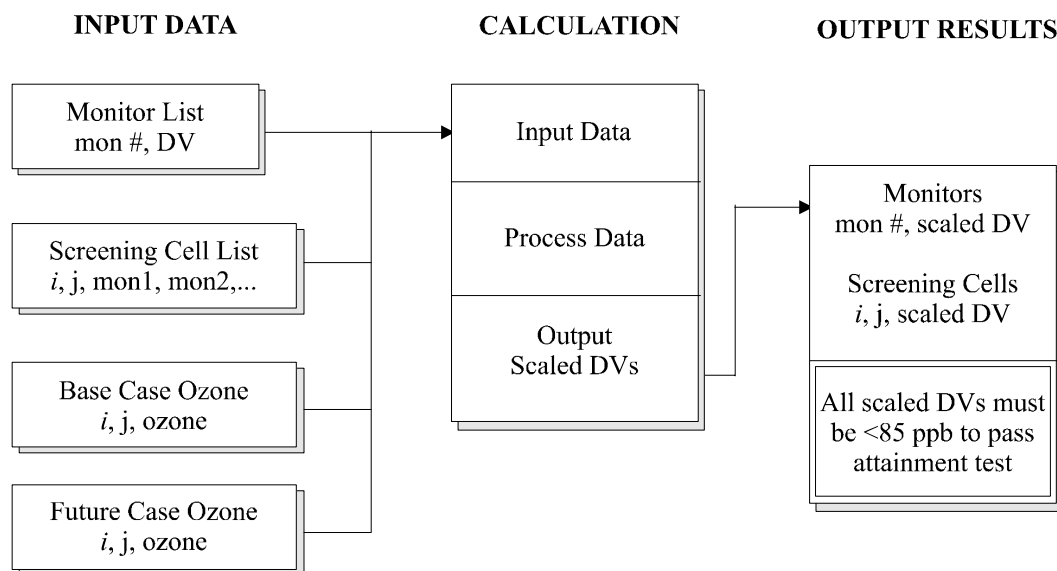 INPUT DATA
Monitor List
mon #, DV
Screening Cell List
i, j, mon1, mon2,...
Base Case Ozone
i, j, ozone
Future Case Ozone
i, j, ozone
CALCULATION
Input Data
Process Data
Output
Scaled DVs
OUTPUT RESULTS
Monitors
mon #, scaled DV
Screening Cells
i, j, scaled DV
All scaled DVs must
be <85 ppb to pass
attainment test